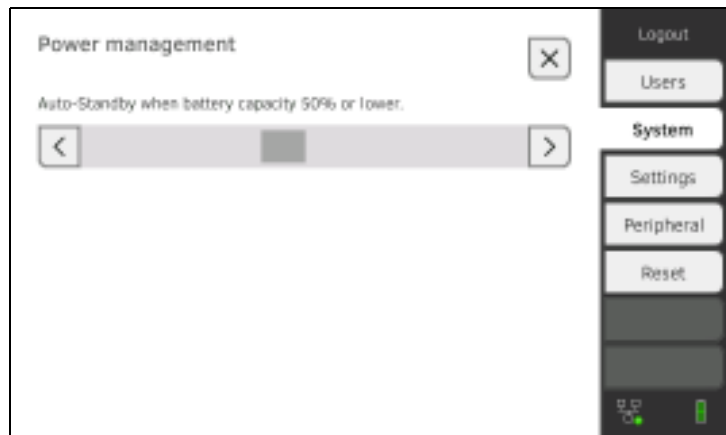 Power management
Auto-Standby when battery capacity 50% or lower.
Logout
Users
System
Settings
Peripheral
Reset